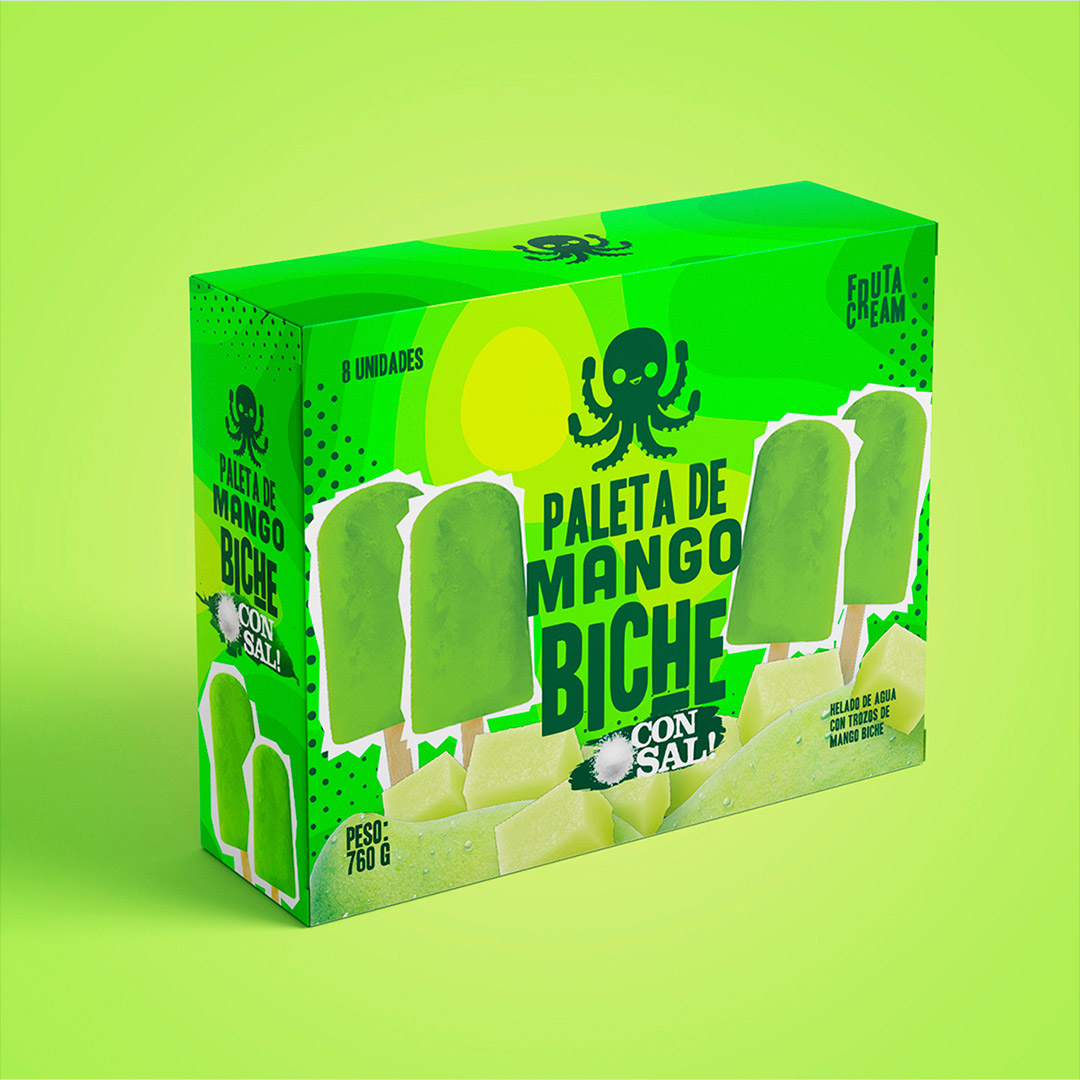 8 UNIDADES
FRUTA
CREAM
PALETA DE
MANGO
BICHE
CON
SAL!
HELADO DE AGUA
CON TROZOS DE
MANGO BICHE
PESO:
760 G
PALETA DE
MANGO
BICHE
CON
SAL!